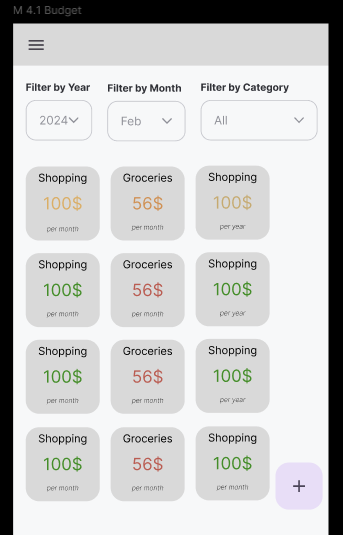 M 4.1 Budget
Filter by Year Filter by Month Filter by Category
2024 Feb All
Shopping Groceries Shopping
100$ 56$ 100$
per month per month per year
Shopping Groceries Shopping
100$ 56$ 100$
per month per month per year
Shopping Groceries Shopping
100$ 56$ 100$
per month per month per year
Shopping Groceries Shopping
100$ 56$ 100$
per month per month per month
+